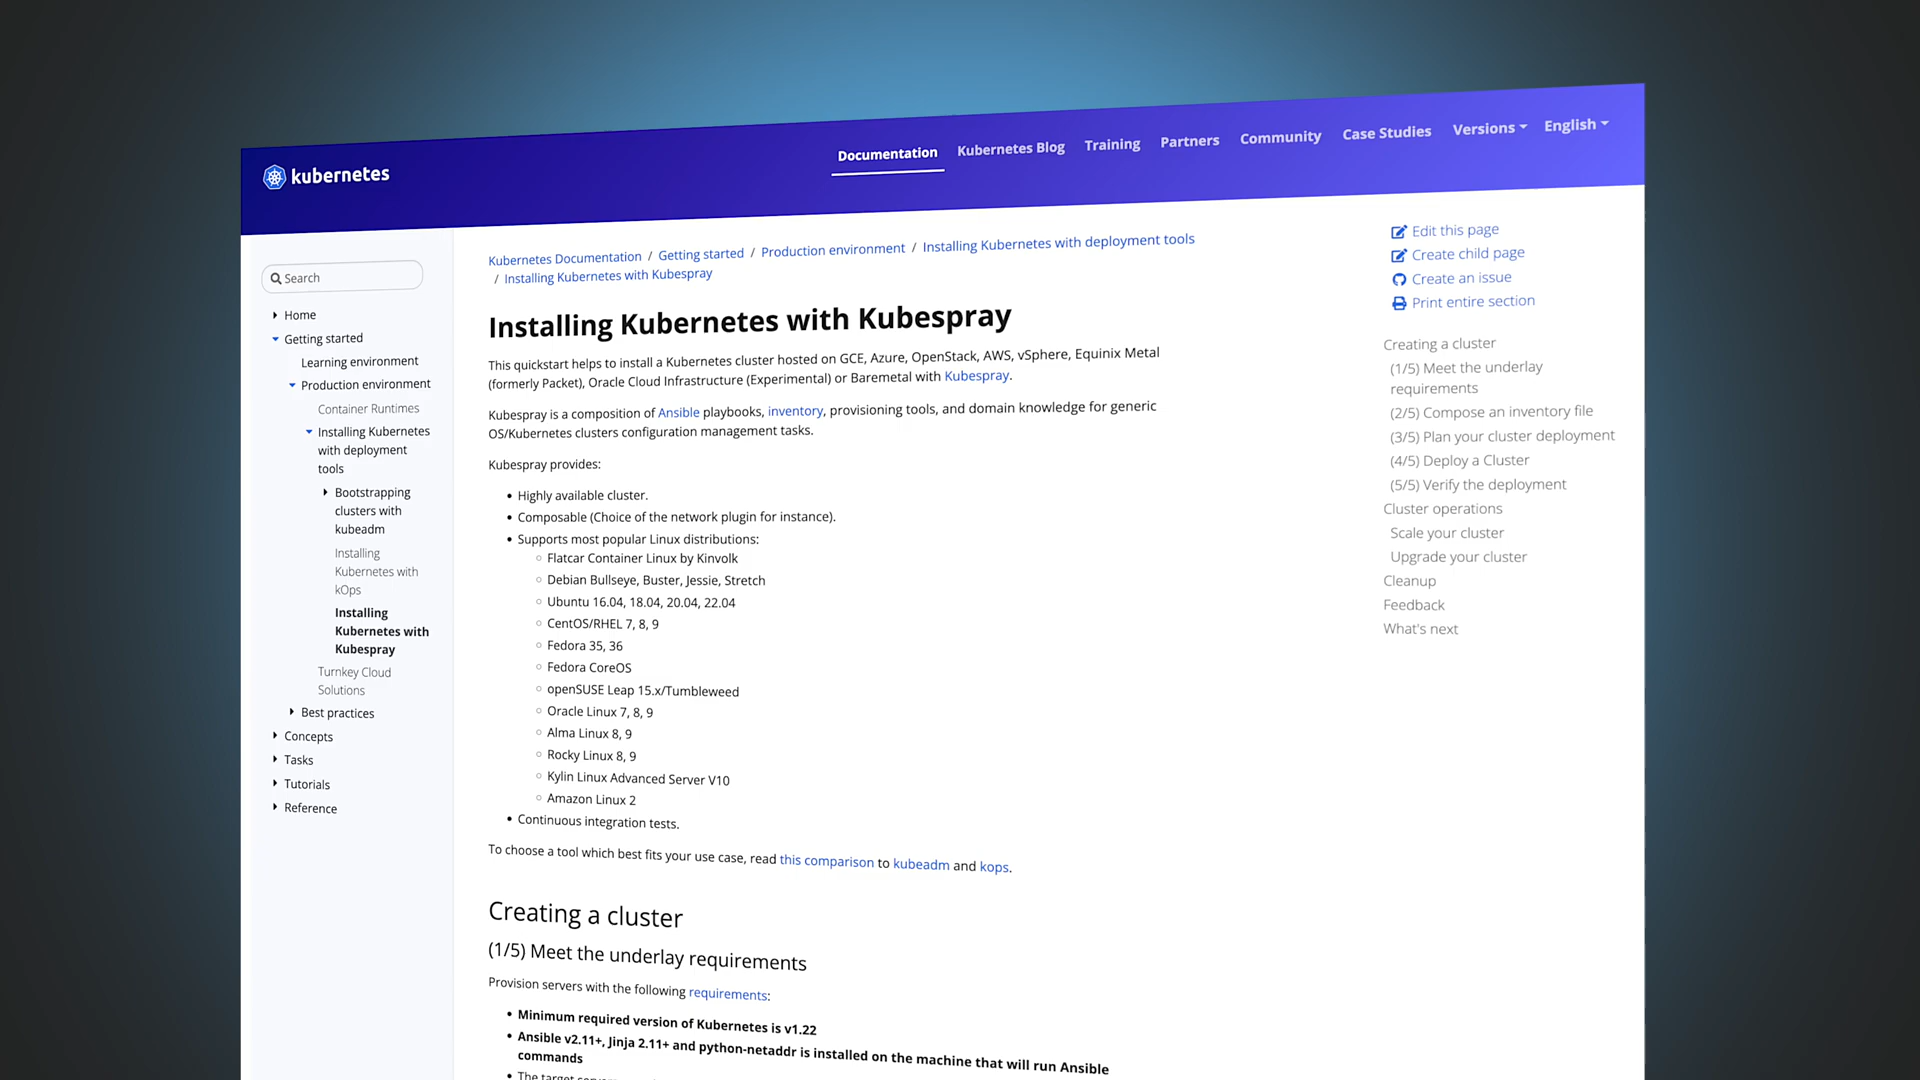 kubernetes
Documentation
Kubernetes Blog
Training
Partners
Community
Case Studies
Versions
English
Search
Home
Getting started
Learning environment
Production environment
Container Runtimes
Installing Kubernetes
with deployment
tools
Bootstrapping
clusters with
kubeadm
Installing
Kubernetes with
kOps
Installing
Kubernetes with
Kubespray
Turnkey Cloud
Solutions
Best practices
Concepts
Tasks
Tutorials
Reference
Kubernetes Documentation / Getting started / Production environment / Installing Kubernetes with deployment tools
/ Installing Kubernetes with Kubespray
Installing Kubernetes with Kubespray
This quickstart helps to install a Kubernetes cluster hosted on GCE, Azure, OpenStack, AWS, vSphere, Equinix Metal
(formerly Packet), Oracle Cloud Infrastructure (Experimental) or Baremetal with Kubespray.
Kubespray is a composition of Ansible playbooks, inventory, provisioning tools, and domain knowledge for generic
OS/Kubernetes clusters configuration management tasks.
Kubespray provides:
• Highly available cluster.
• Composable (Choice of the network plugin for instance).
• Supports most popular Linux distributions:
○ Flatcar Container Linux by Kinvolk
○ Debian Bullseye, Buster, Jessie, Stretch
○ Ubuntu 16.04, 18.04, 20.04, 22.04
○ CentOS/RHEL 7, 8, 9
○ Fedora 35, 36
○ Fedora CoreOS
○ openSUSE Leap 15.x/Tumbleweed
○ Oracle Linux 7, 8, 9
○ Alma Linux 8, 9
○ Rocky Linux 8, 9
○ Kylin Linux Advanced Server V10
○ Amazon Linux 2
• Continuous integration tests.
To choose a tool which best fits your use case, read this comparison to kubeadm and kops.
Creating a cluster
(1/5) Meet the underlay requirements
Provision servers with the following requirements:
• Minimum required version of Kubernetes is v1.22
• Ansible v2.11+, Jinja 2.11+ and python-netaddr is installed on the machine that will run Ansible
commands
• The target
Edit this page
Create child page
Create an issue
Print entire section
Creating a cluster
(1/5) Meet the underlay
requirements
(2/5) Compose an inventory file
(3/5) Plan your cluster deployment
(4/5) Deploy a Cluster
(5/5) Verify the deployment
Cluster operations
Scale your cluster
Upgrade your cluster
Cleanup
Feedback
What's next